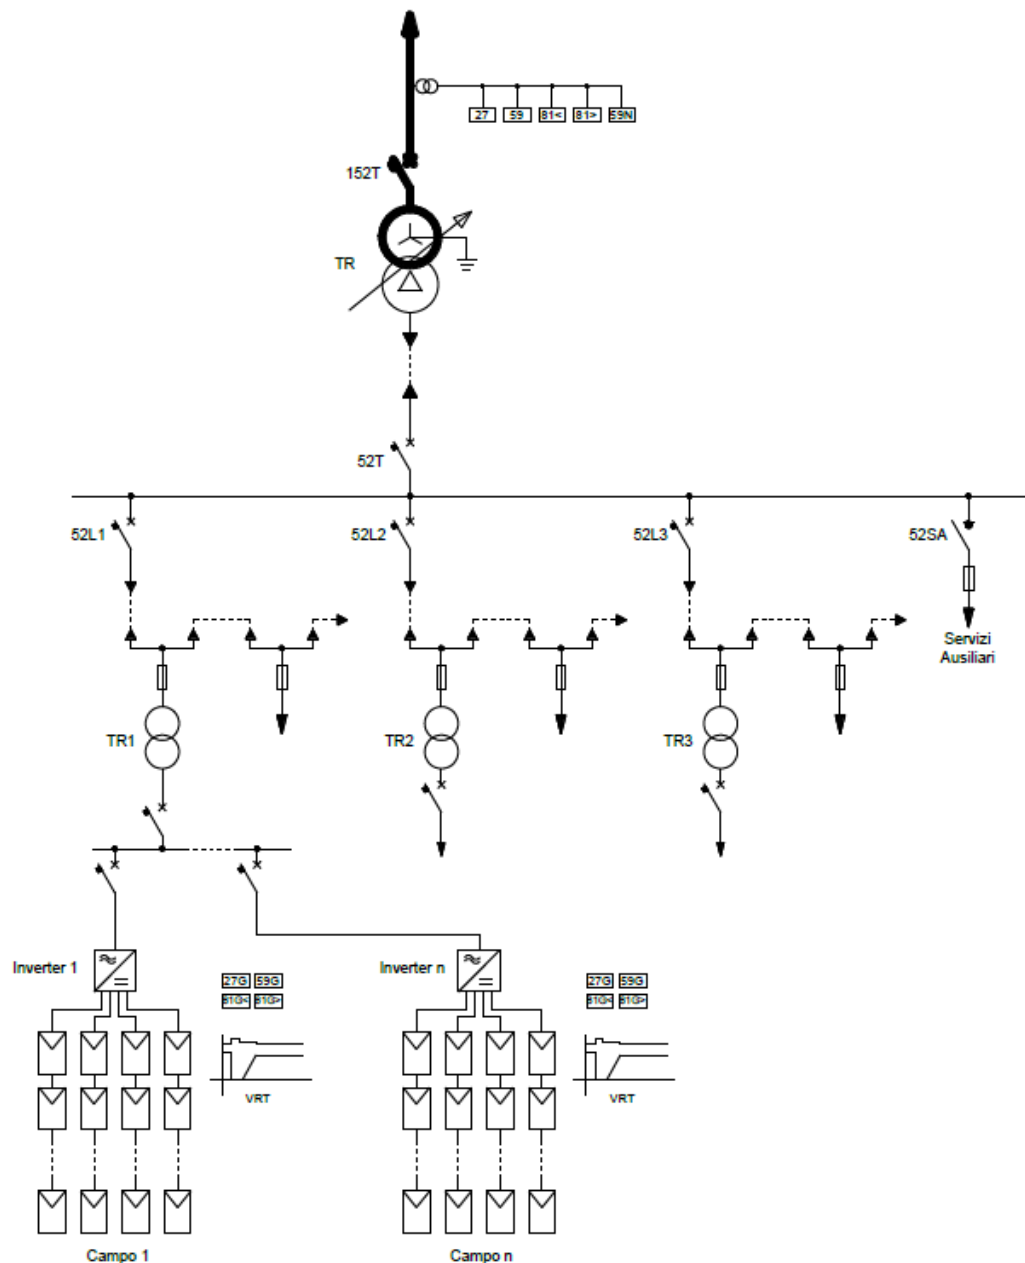 27 59 81< 81> 59N
152T
TR
52T
52L1 52L2 52L3 52SA
Servizi
Ausiliari
TR1 TR2 TR3
Inverter 1 Inverter n
27G 59G 27G 59G
81G< 81G> 81G< 81G>
VRT VRT
Campo 1 Campo n